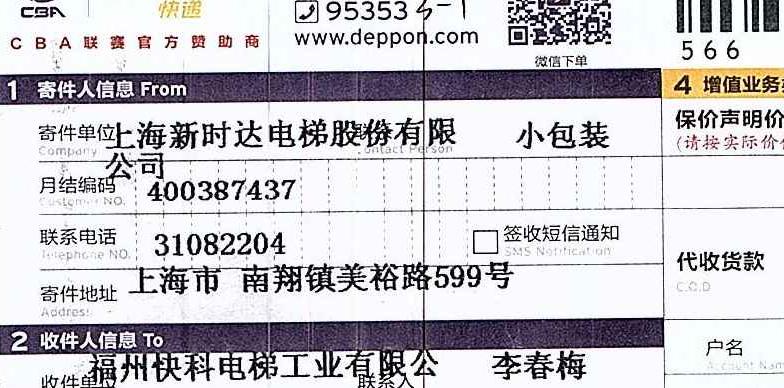 CBA 快递 95353 5-1
CBA联赛官方赞助商 www.deppon.com
微信下单
566
1 寄件人信息 From
4 增值业务
寄件单位 上海新时达电梯股份有限公司 小包装
Company Contact Person
保价声明价
(请按实际价
月结编码 400387437
Customer NO.
联系电话 31082204 签收短信通知
Telephone NO. SMS Notification
代收货款
C.O.D
寄件地址 上海市 南翔镇美裕路599号
Address
2 收件人信息 To
户名
Account Nam
收件单位 福州快科电梯工业有限公 联系人 李春梅